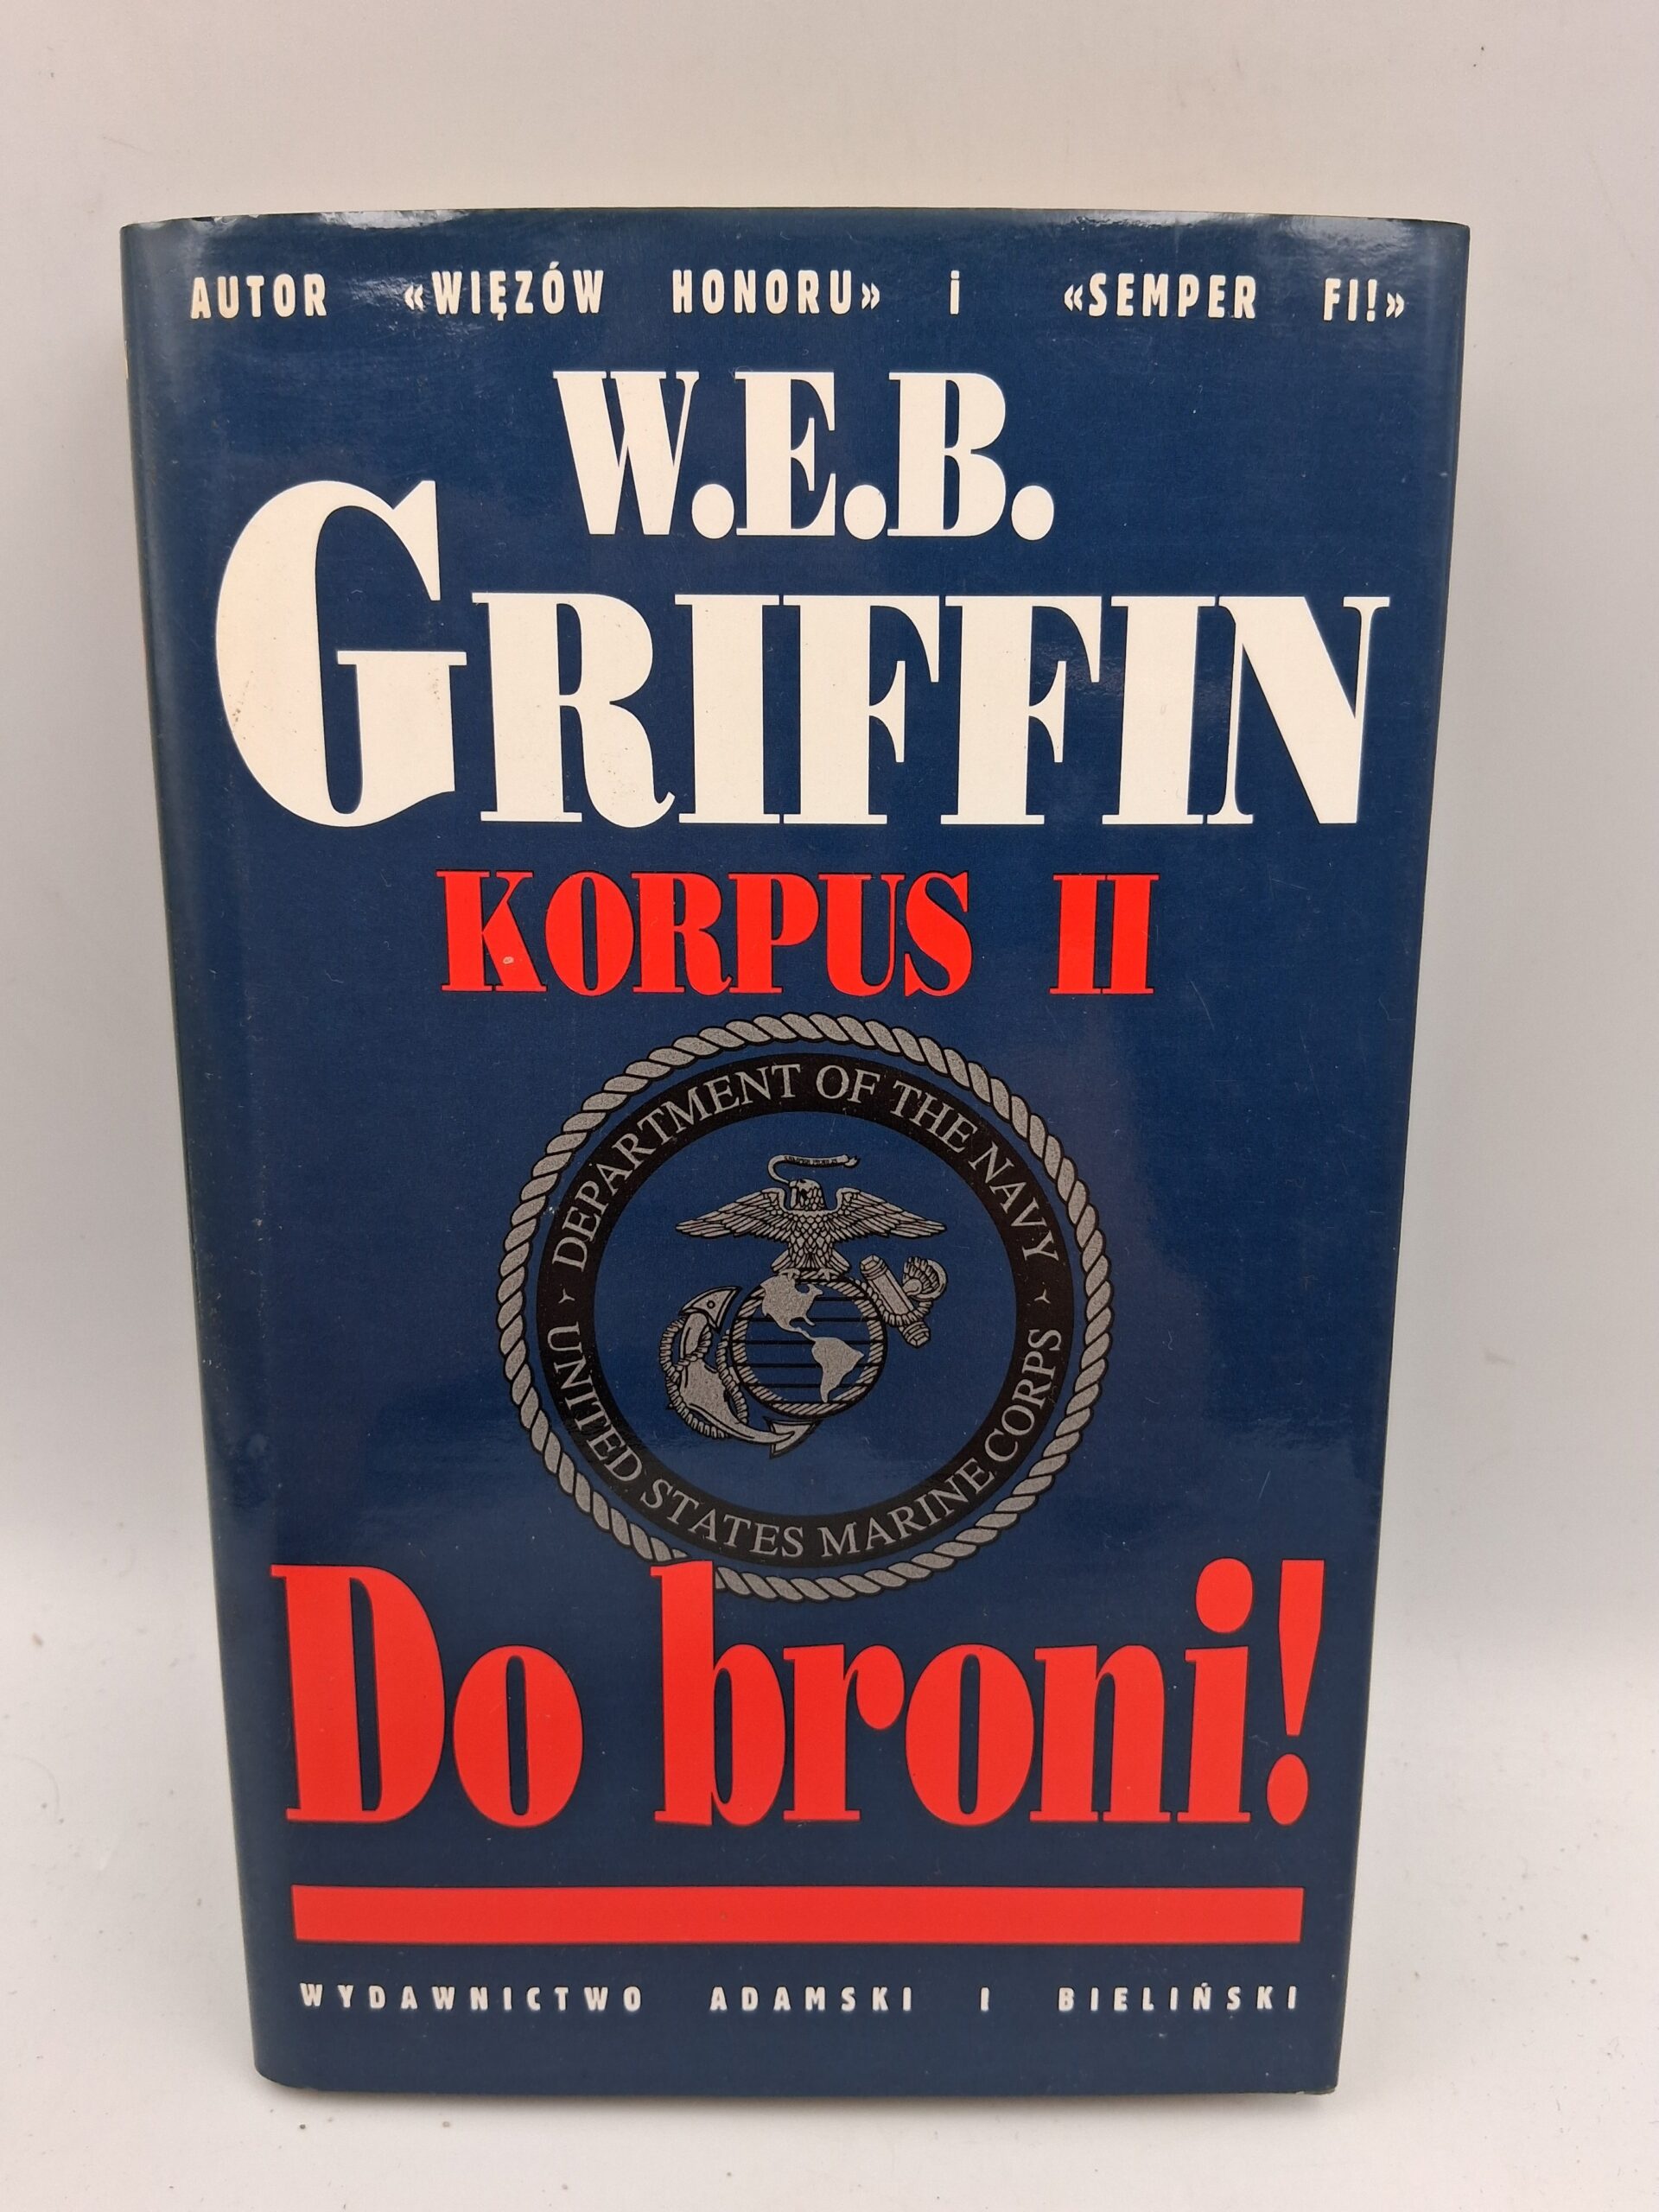 AUTOR «WIĘZÓW HONORU» i «SEMPER FI!»
W.E.B.
GRIFFIN
KORPUS II
DEPARTMENT OF THE NAVY
UNITED STATES MARINE CORPS
Do broni!
WYDAWNICTWO ADAMSKI I BIELIŃSKI